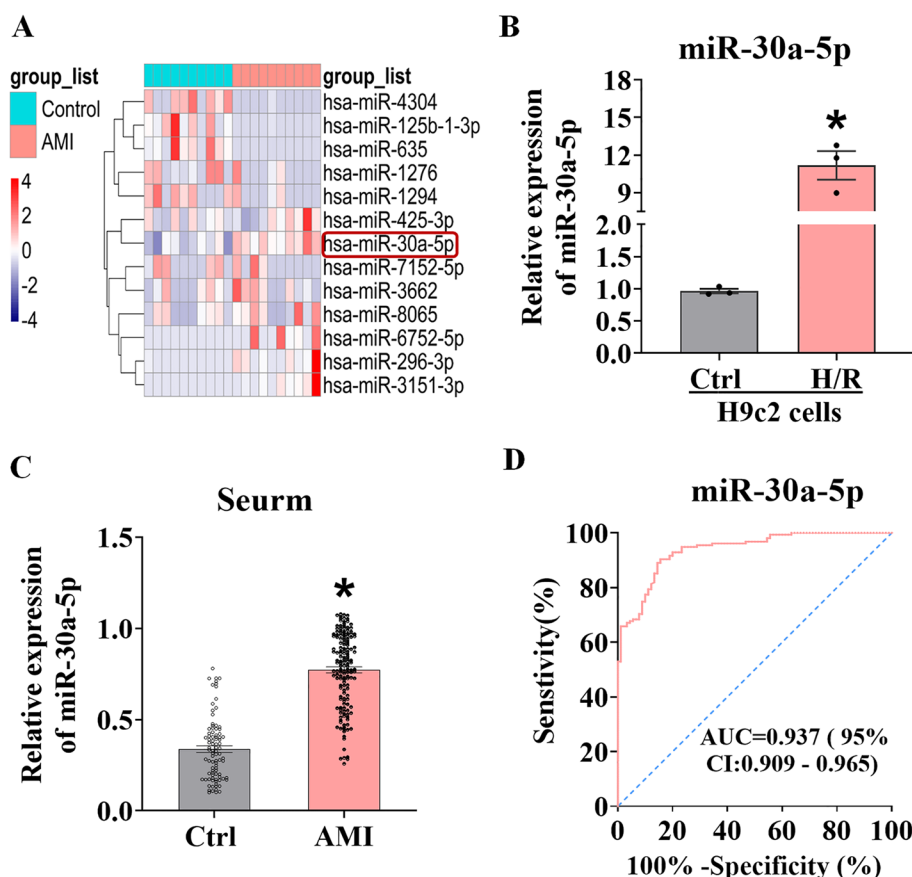 A
group_list
Control
AMI
4
2
0
-2
-4
group_list
hsa-miR-4304
hsa-miR-125b-1-3p
hsa-miR-635
hsa-miR-1276
hsa-miR-1294
hsa-miR-425-3p
hsa-miR-30a-5p
hsa-miR-7152-5p
hsa-miR-3662
hsa-miR-8065
hsa-miR-6752-5p
hsa-miR-296-3p
hsa-miR-3151-3p
B
miR-30a-5p
Relative expression
of miR-30a-5p
18
15
12
9
2.0
1.5
1.0
0.5
0.0
*
Ctrl
H/R
H9c2 cells
C
Seurm
Relative expression
of miR-30a-5p
1.5
1.0
0.5
0.0
*
Ctrl
AMI
D
miR-30a-5p
Senstivity(%)
100
80
60
40
20
0
AUC=0.937 ( 95%
CI:0.909 - 0.965)
0
20
40
60
80
100
100% -Specificity (%)